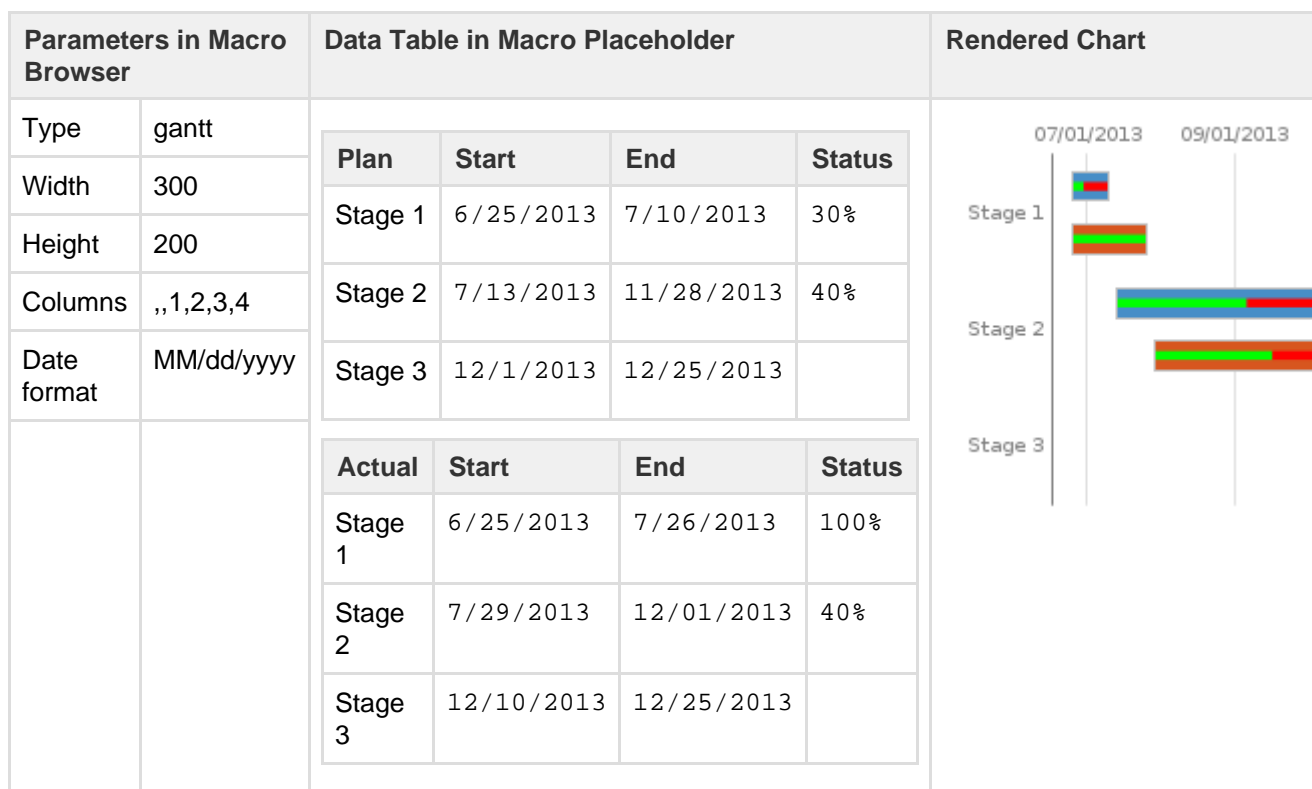 Parameters in Macro
Browser
Data Table in Macro Placeholder
Rendered Chart
Type gantt
Width 300
Height 200
Columns ,,1,2,3,4
Date
format
MM/dd/yyyy
Plan Start End Status
Stage 1 6/25/2013 7/10/2013 30%
Stage 2 7/13/2013 11/28/2013 40%
Stage 3 12/1/2013 12/25/2013
Actual Start End Status
Stage
1
6/25/2013 7/26/2013 100%
Stage
2
7/29/2013 12/01/2013 40%
Stage
3
12/10/2013 12/25/2013
07/01/2013 09/01/2013
Stage 1
Stage 2
Stage 3